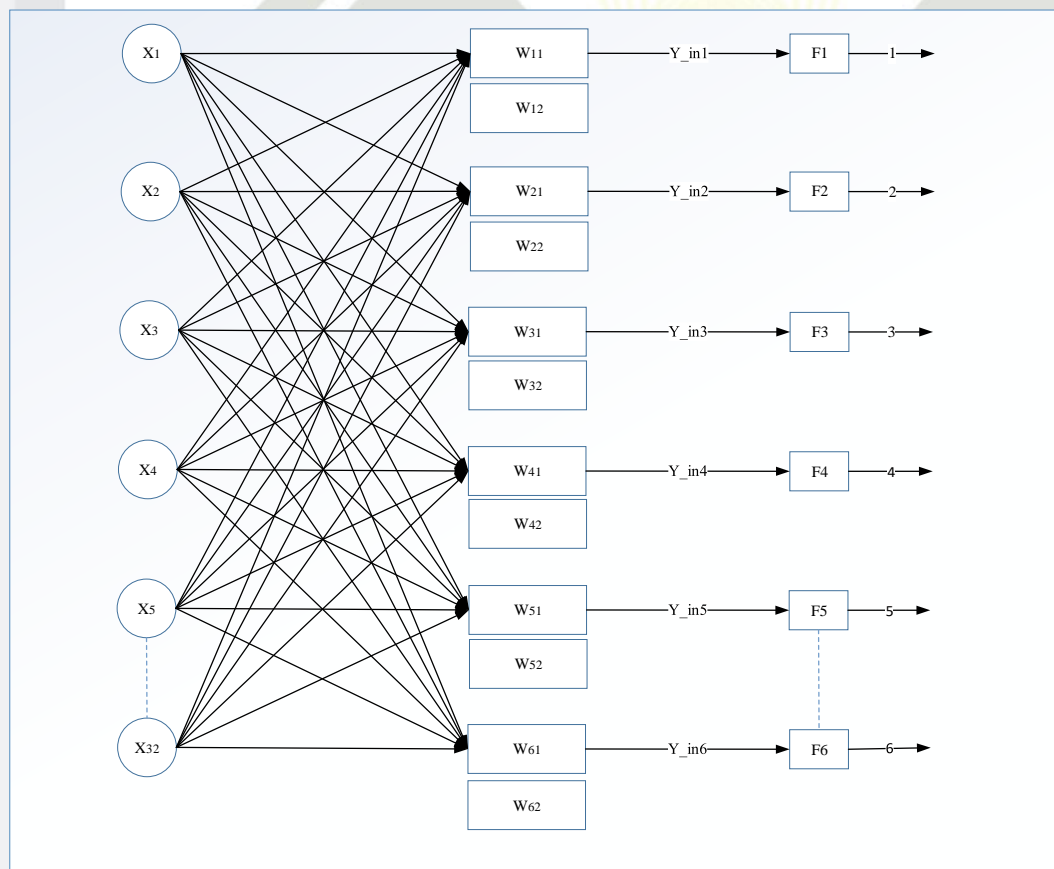 X1 W11 Y_in1 F1 1
W12
X2 W21 Y_in2 F2 2
W22
X3 W31 Y_in3 F3 3
W32
X4 W41 Y_in4 F4 4
W42
X5 W51 Y_in5 F5 5
W52
X32 W61 Y_in6 F6 6
W62